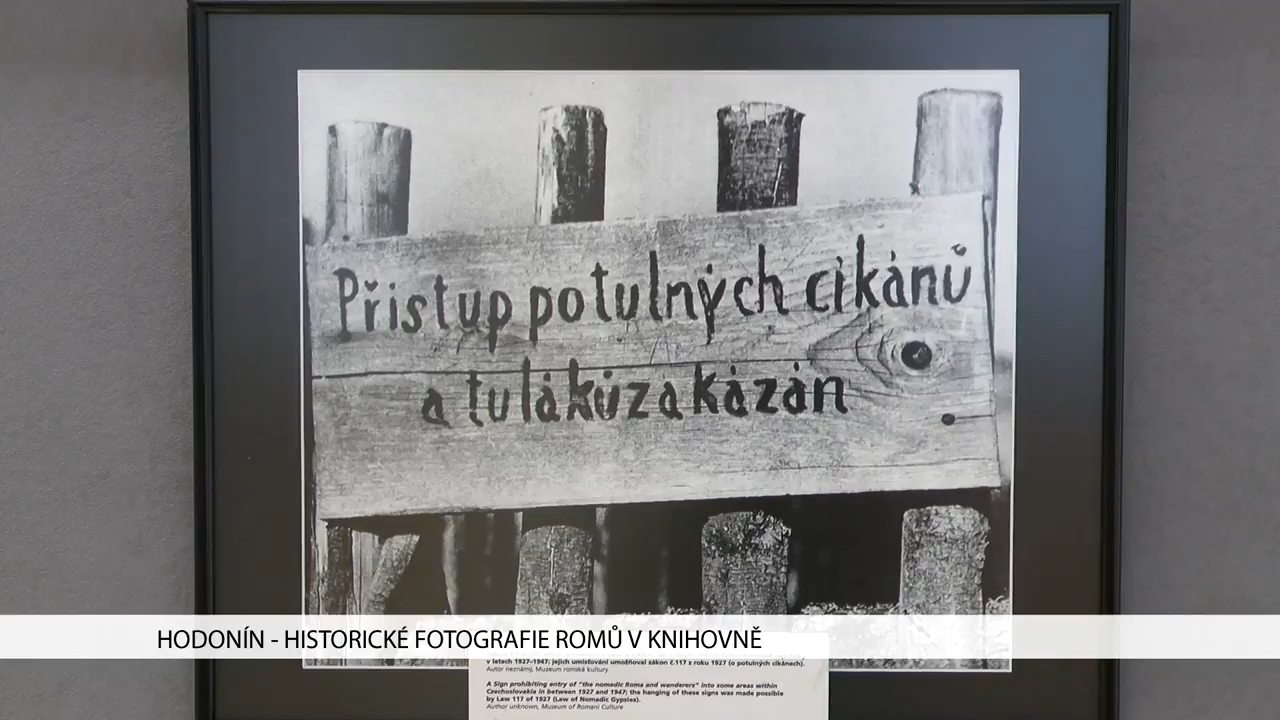 Přistup potulných cikánů
a tulákůzakázán
HODONÍN - HISTORICKÉ FOTOGRAFIE ROMŮ V KNIHOVNĚ
v letech 1927–1947; jejich umisťování umožňoval zákon č.117 z roku 1927 (o potulných cikánech).
Autor neznámý, Muzeum romské kultury
A Sign prohibiting entry of "the nomadic Roma and wanderers" into some areas within
Czechoslovakia in between 1927 and 1947; the hanging of these signs was made possible
by Law 117 of 1927 (Law of Nomadic Gypsies).
Author unknown, Museum of Romani Culture